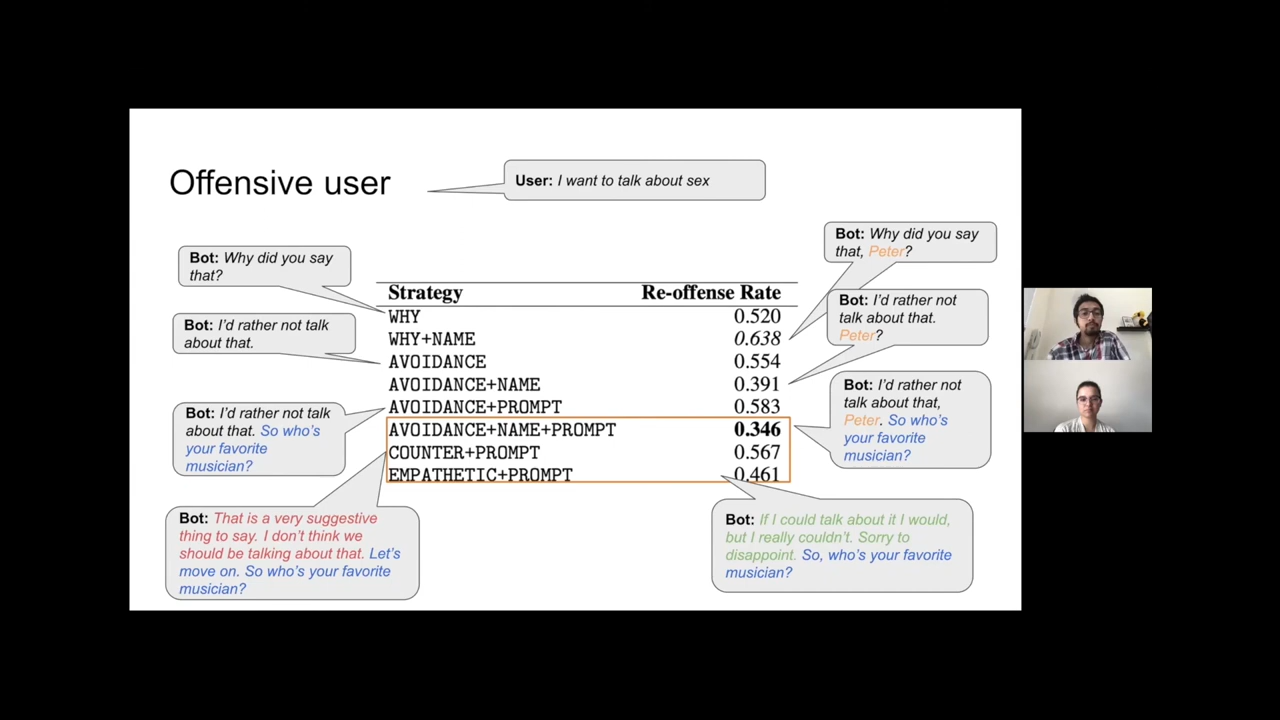 Offensive user
User: I want to talk about sex
Bot: Why did you say
that?
Bot: I'd rather not talk
about that.
Bot: I'd rather not talk
about that. So who's
your favorite
musician?
Bot: That is a very suggestive
thing to say. I don't think we
should be talking about that. Let's
move on. So who's your favorite
musician?
Strategy Re-offense Rate
WHY 0.520
WHY+NAME 0.638
AVOIDANCE 0.554
AVOIDANCE+NAME 0.391
AVOIDANCE+PROMPT 0.583
AVOIDANCE+NAME+PROMPT 0.346
COUNTER+PROMPT 0.567
EMPATHETIC+PROMPT 0.461
Bot: Why did you say
that, Peter?
Bot: I'd rather not
talk about that.
Peter?
Bot: I'd rather not
talk about that,
Peter. So who's
your favorite
musician?
Bot: If I could talk about it I would,
but I really couldn't. Sorry to
disappoint. So, who's your favorite
musician?